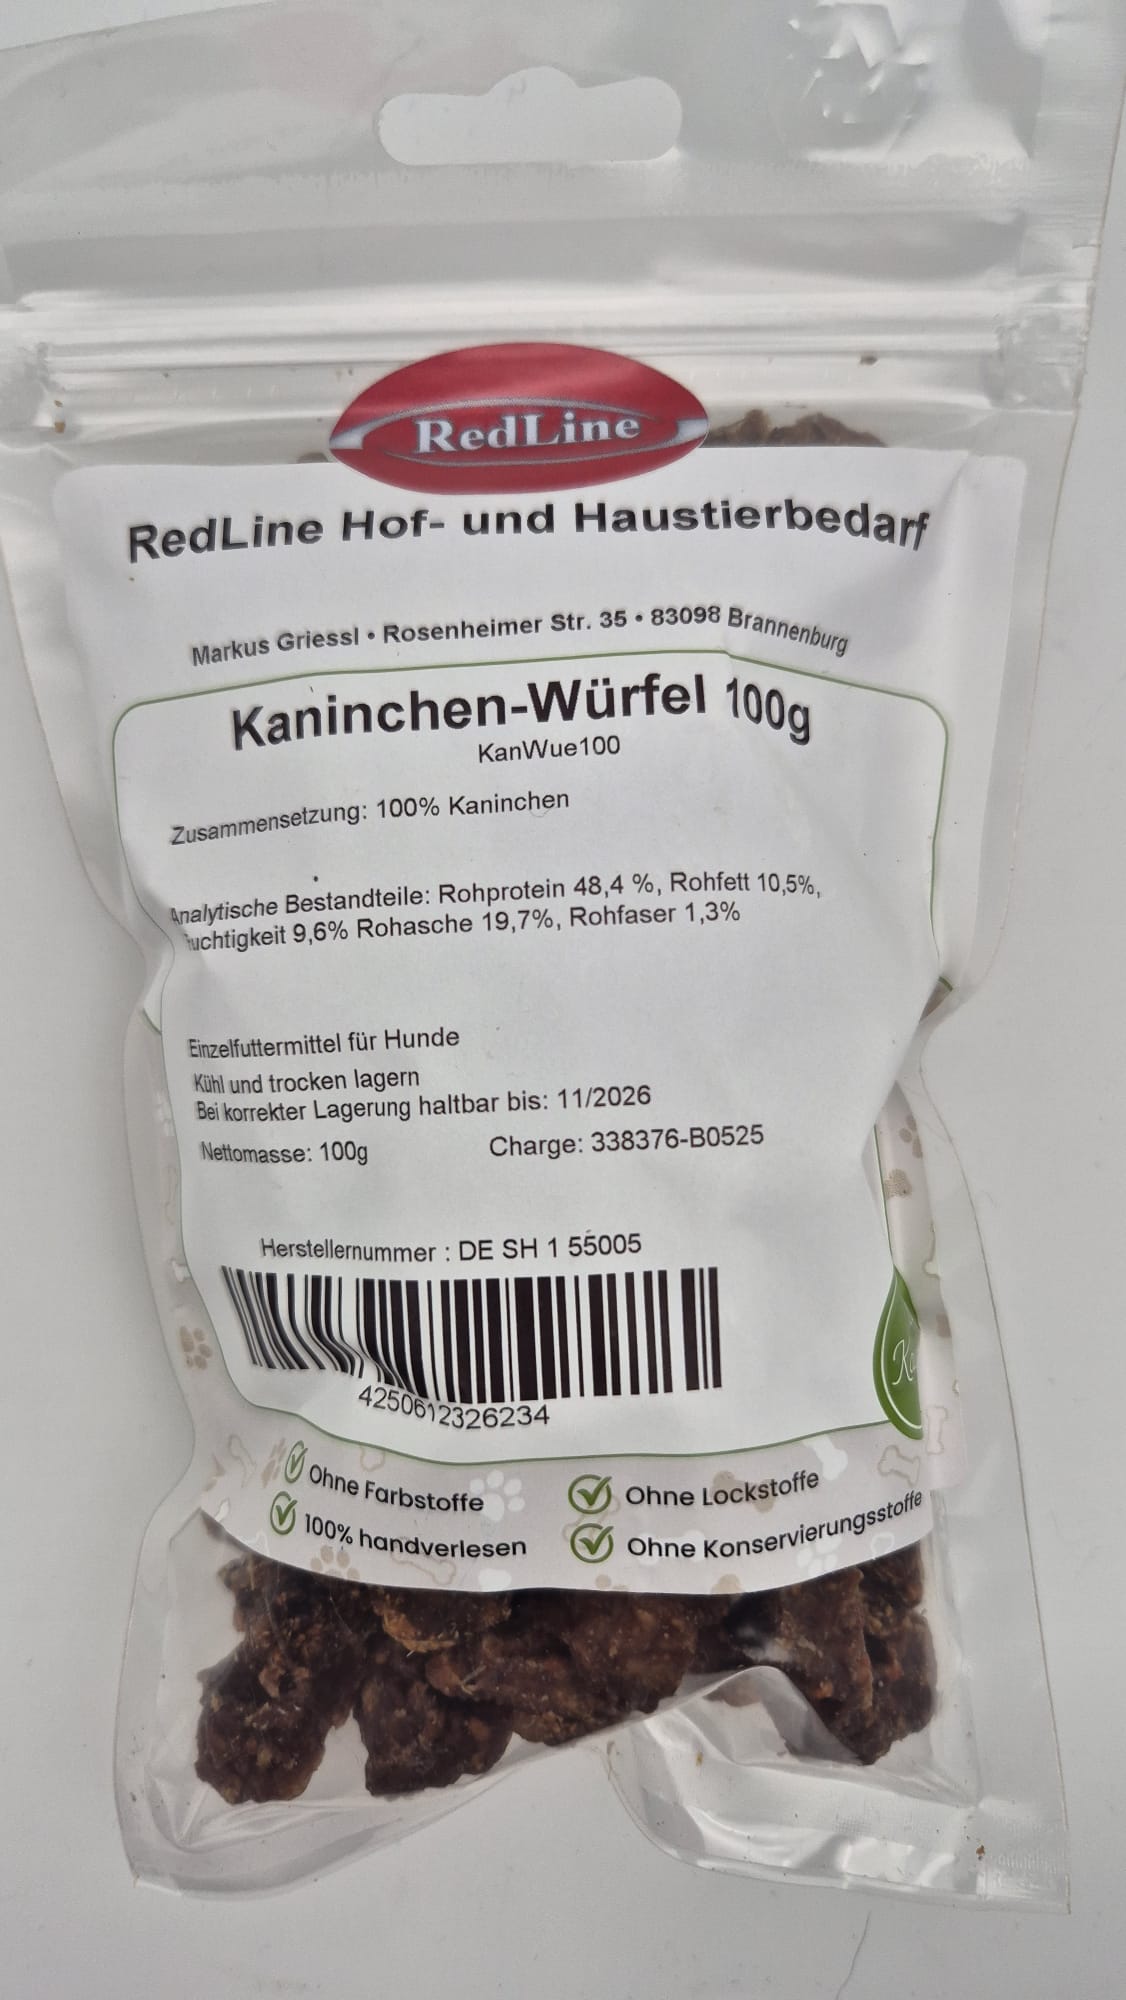 RedLine
RedLine Hof- und Haustierbedarf
Markus Griessl • Rosenheimer Str. 35 • 83098 Brannenburg
Kaninchen-Würfel 100g
KanWue100
Zusammensetzung: 100% Kaninchen
Analytische Bestandteile: Rohprotein 48,4 %, Rohfett 10,5%,
uchtigkeit 9,6% Rohasche 19,7%, Rohfaser 1,3%
Einzelfuttermittel für Hunde
Kühl und trocken lagern
Bei korrekter Lagerung haltbar bis: 11/2026
Nettomasse: 100g Charge: 338376-B0525
Herstellernummer : DE SH 1 55005
4250612326234
Ohne Farbstoffe Ohne Lockstoffe
100% handverlesen Ohne Konservierungsstoffe